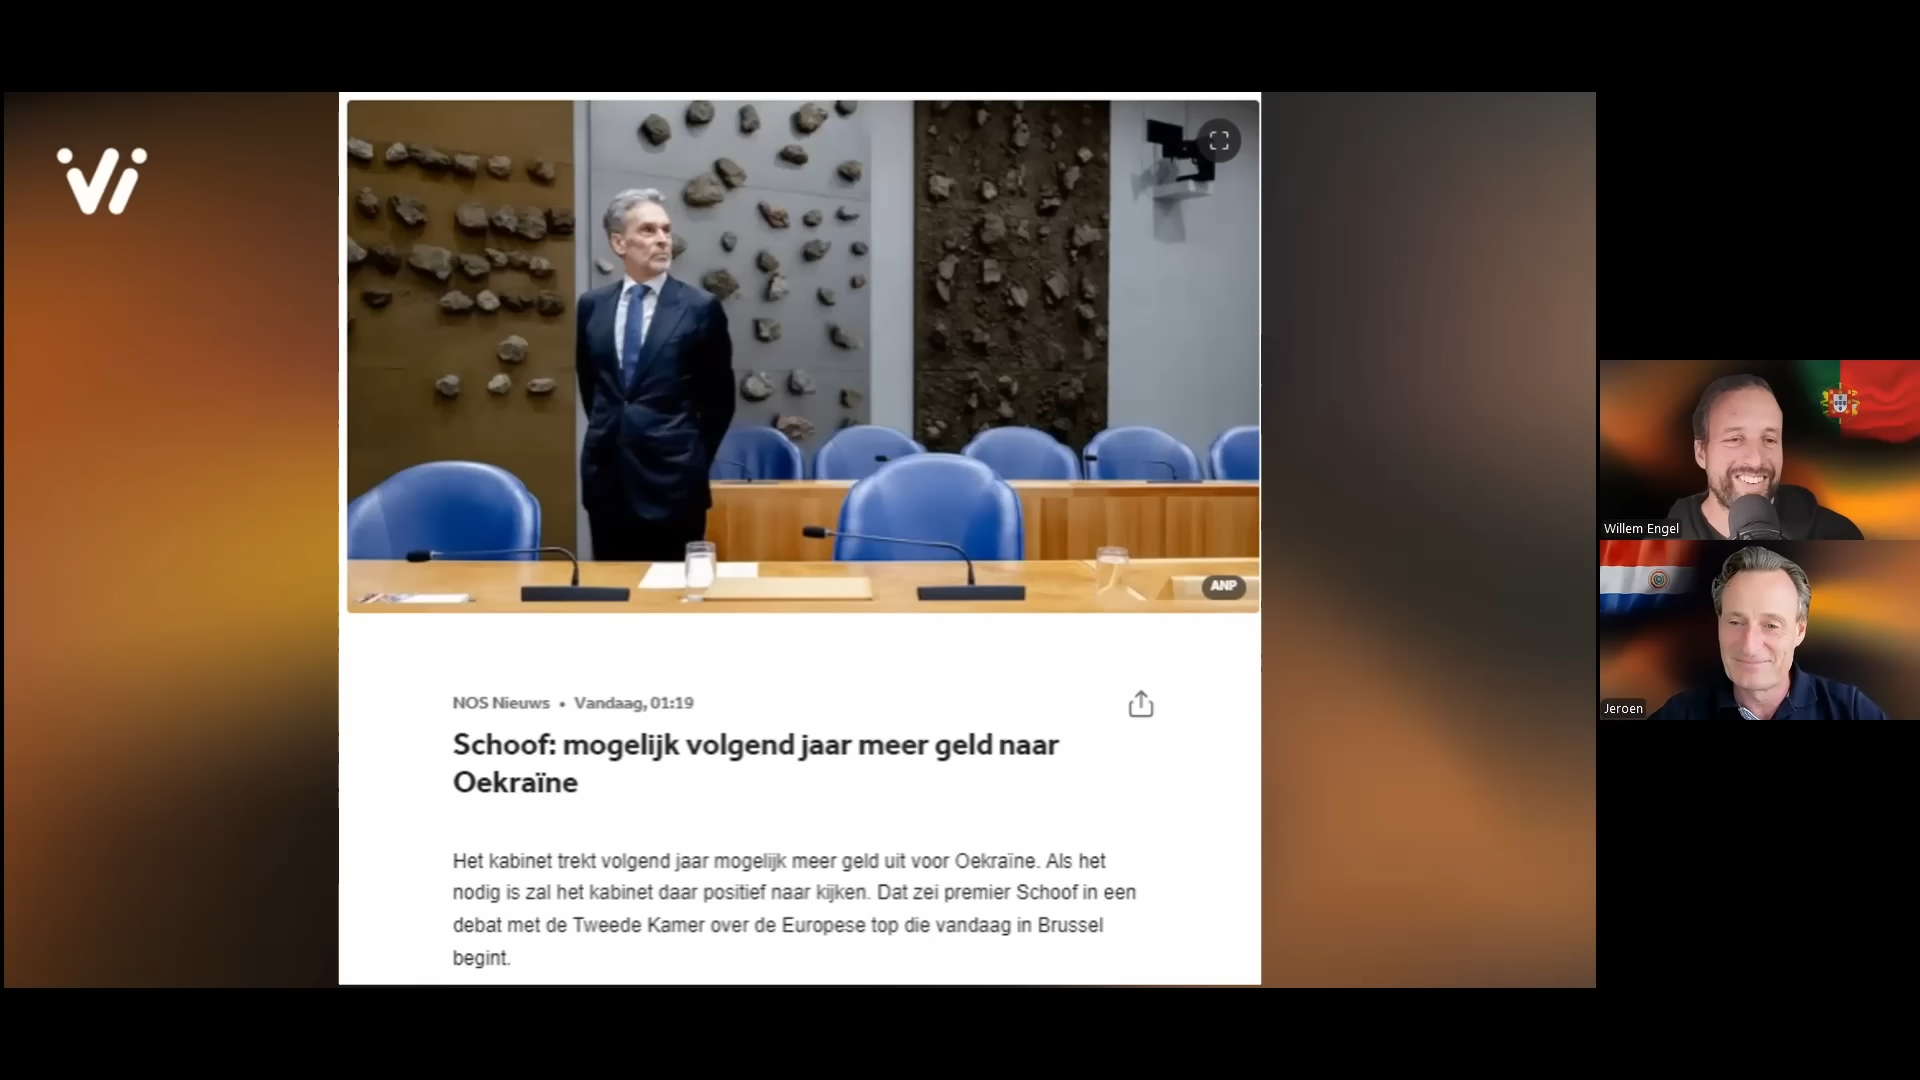 Vi
ANP
NOS Nieuws • Vandaag, 01:19
Schoof: mogelijk volgend jaar meer geld naar
Oekraïne
Het kabinet trekt volgend jaar mogelijk meer geld uit voor Oekraïne. Als het
nodig is zal het kabinet daar positief naar kijken. Dat zei premier Schoof in een
debat met de Tweede Kamer over de Europese top die vandaag in Brussel
begint.
Willem Engel
Jeroen